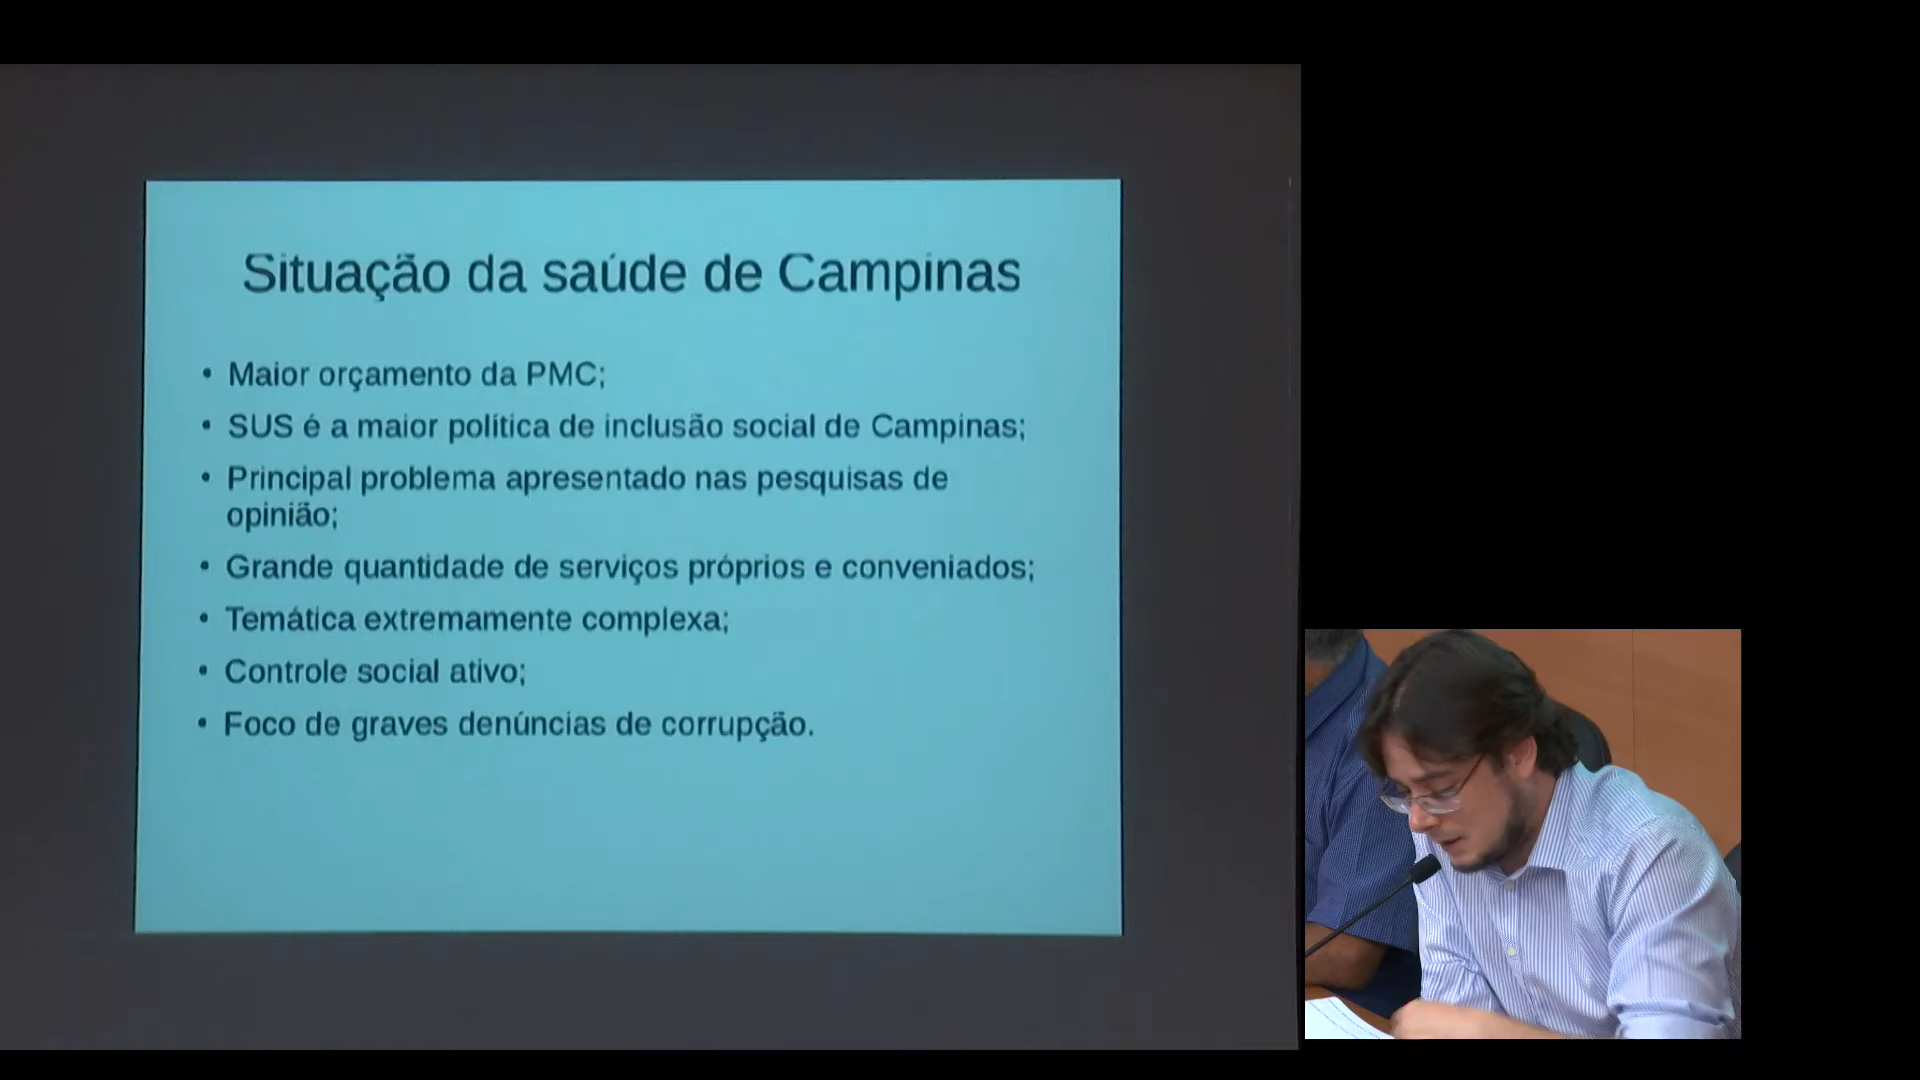 Situação da saúde de Campinas
• Maior orçamento da PMC;
• SUS é a maior política de inclusão social de Campinas;
• Principal problema apresentado nas pesquisas de
opinião;
• Grande quantidade de serviços próprios e conveniados;
• Temática extremamente complexa;
• Controle social ativo;
• Foco de graves denúncias de corrupção.